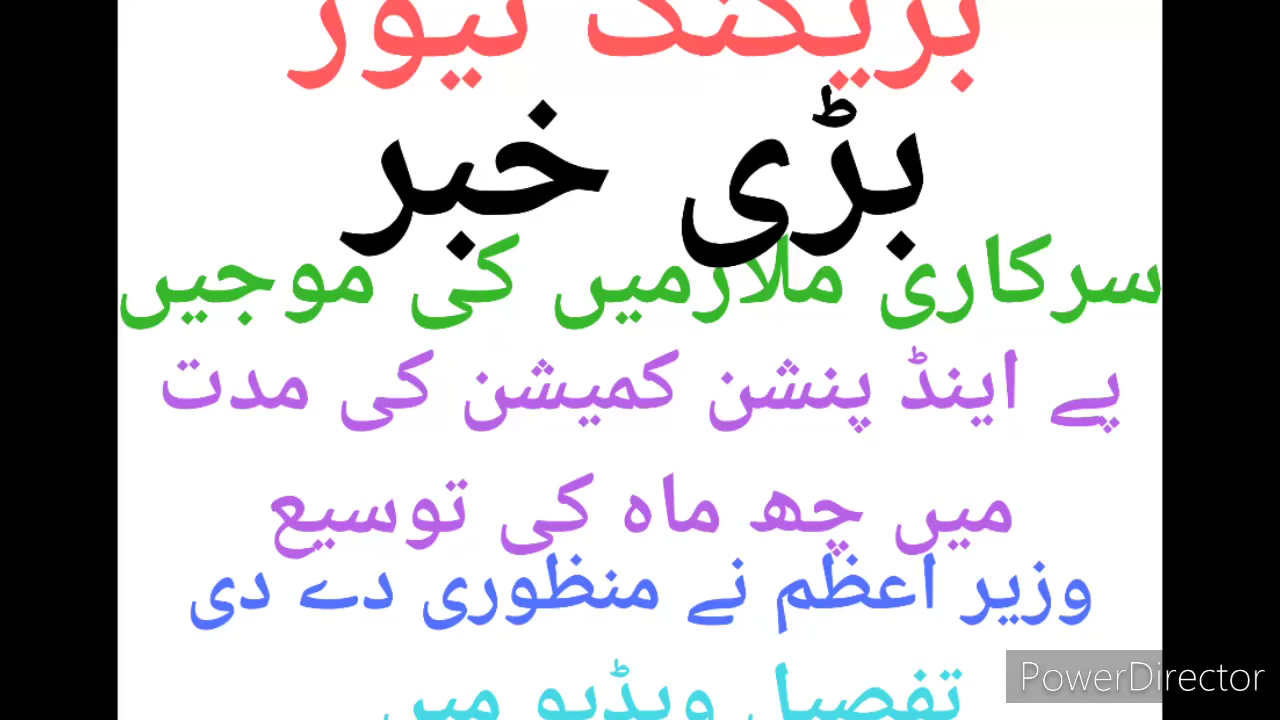 بریکنگ نیوز
بڑی خبر
سرکاری ملازمیں کی موجیں
پے اینڈ پنشن کمیشن کی مدت
میں چھ ماہ کی توسیع
وزیر اعظم نے منظوری دے دی
تفصیل ویڈیو میں
PowerDirector